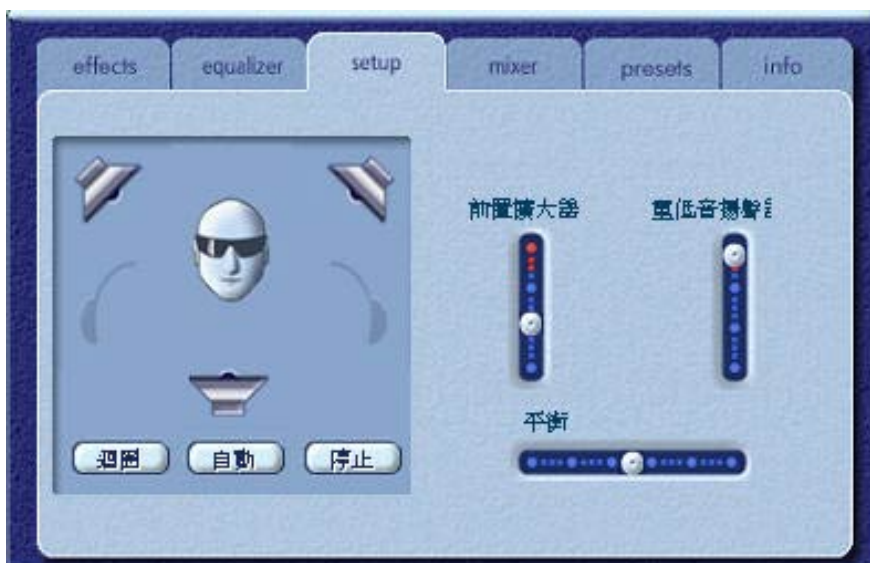 effects equalizer setup mixer presets info
前置擴大器 重低音揚聲
平衡
迴圈 自動 停止